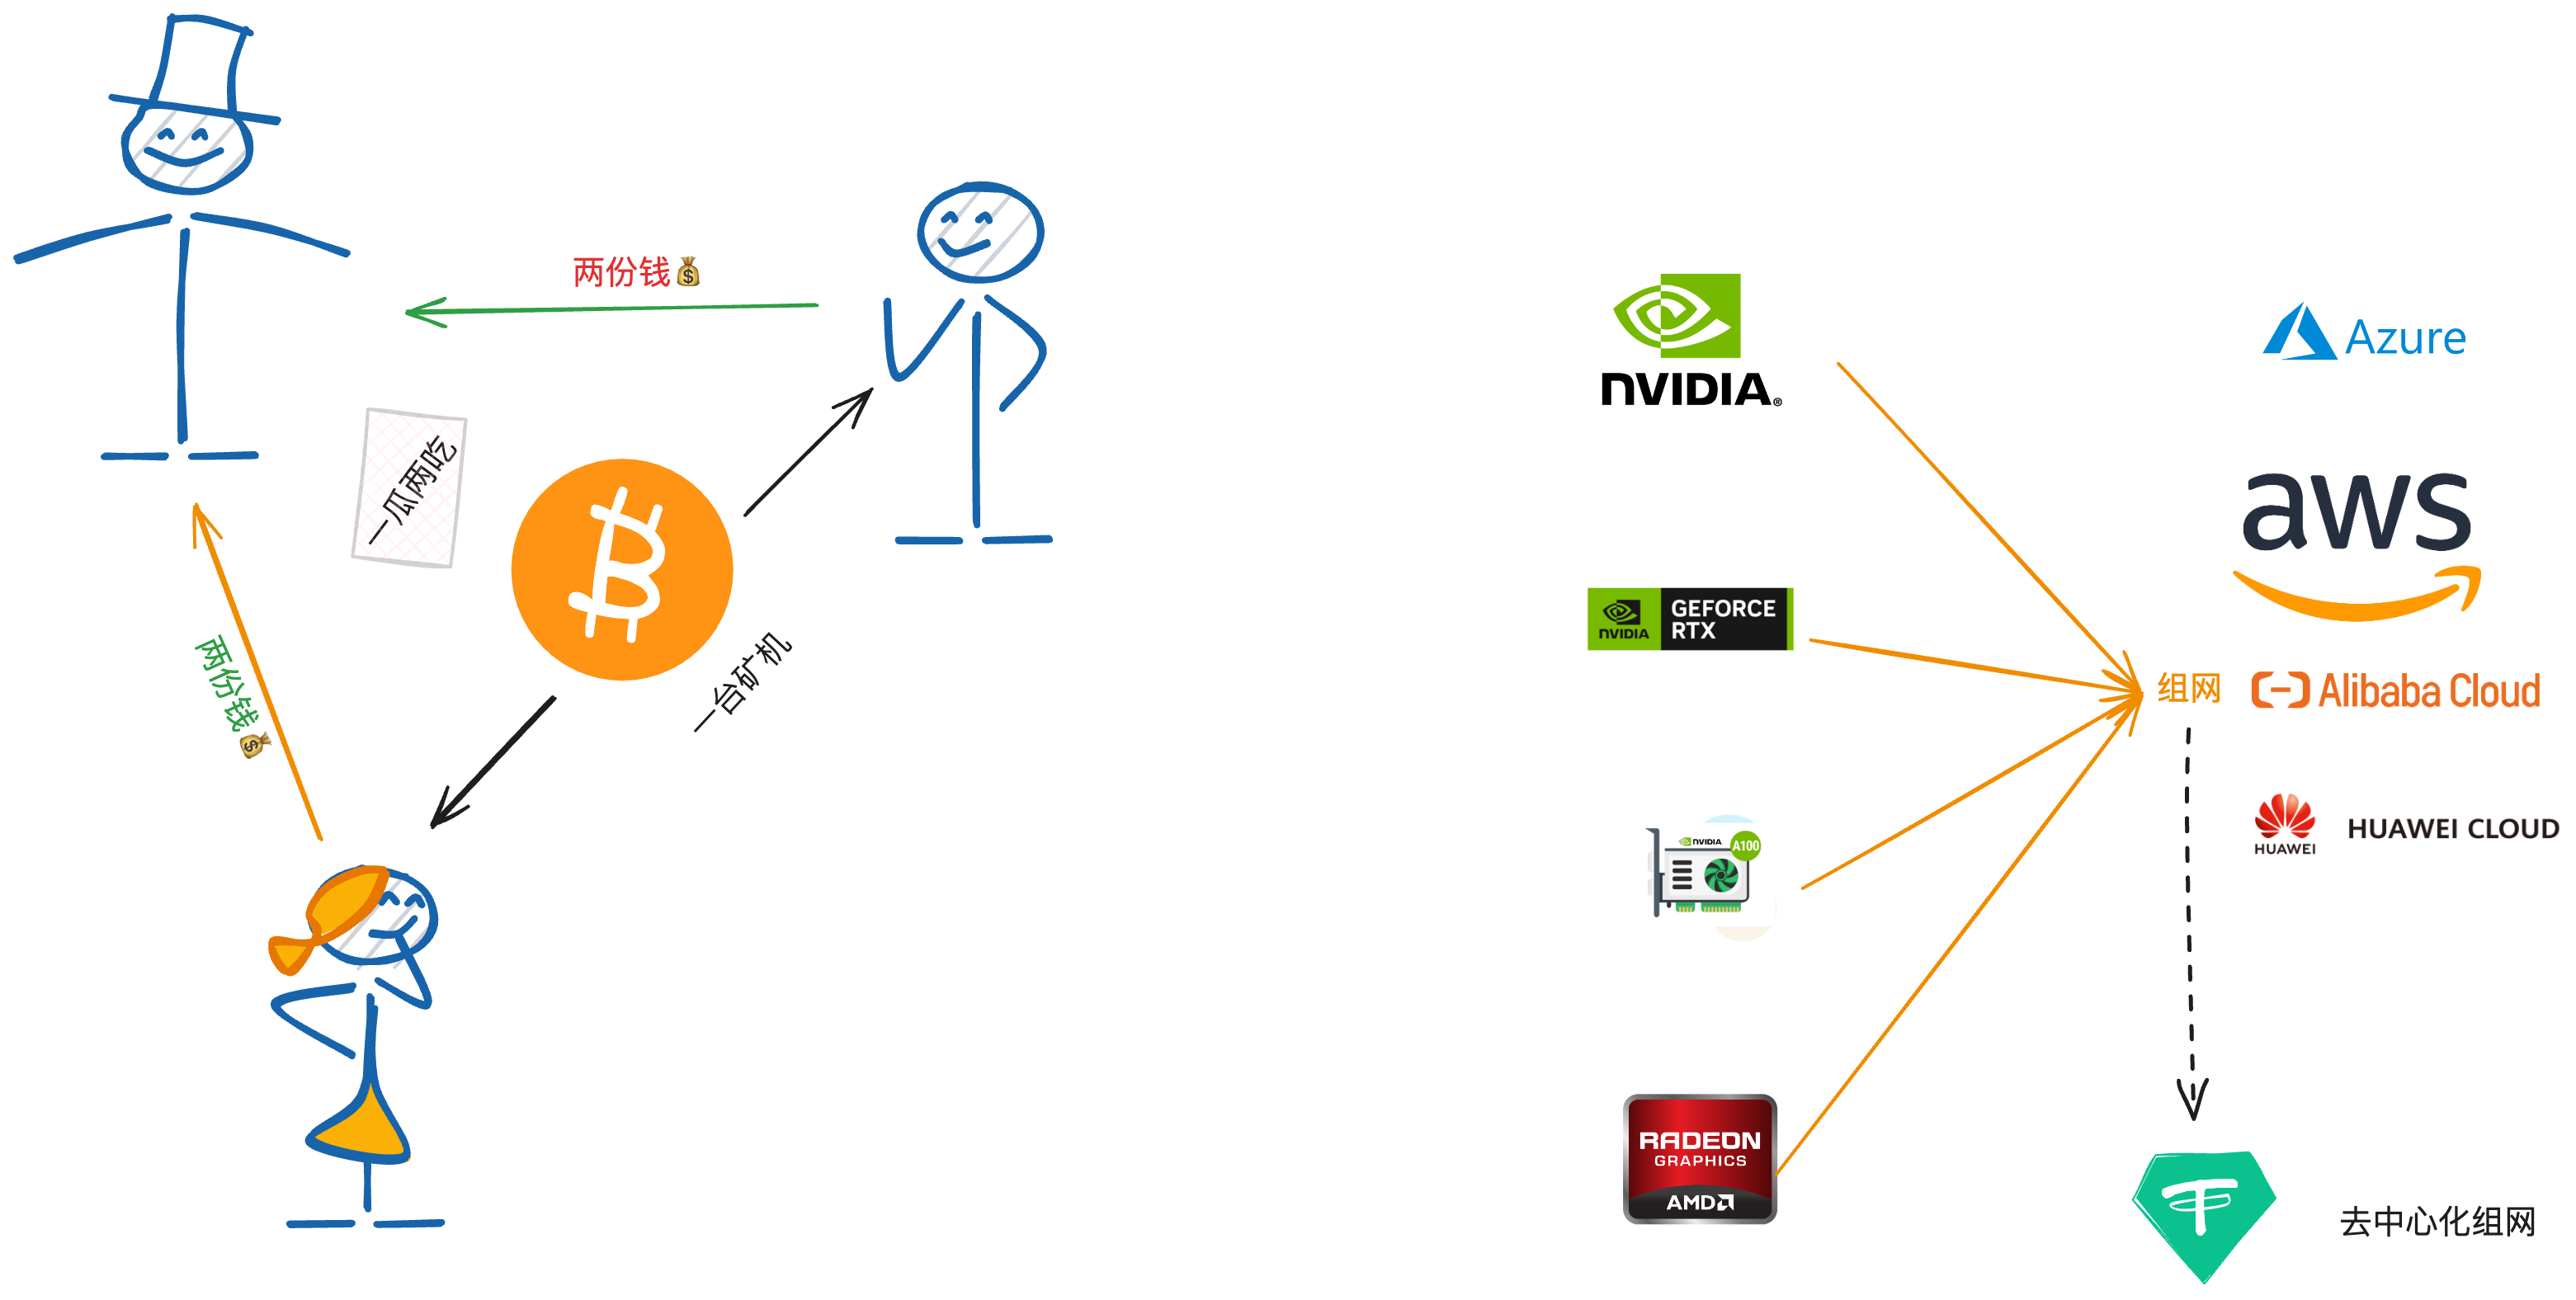 两份钱💰
一瓜两吃
一台矿机
两份钱💰
NVIDIA®
NVIDIA
GEFORCE
RTX
NVIDIA
A100
RADEON
GRAPHICS
AMD
Azure
aws
组网
Alibaba Cloud
HUAWEI
HUAWEI CLOUD
去中心化组网